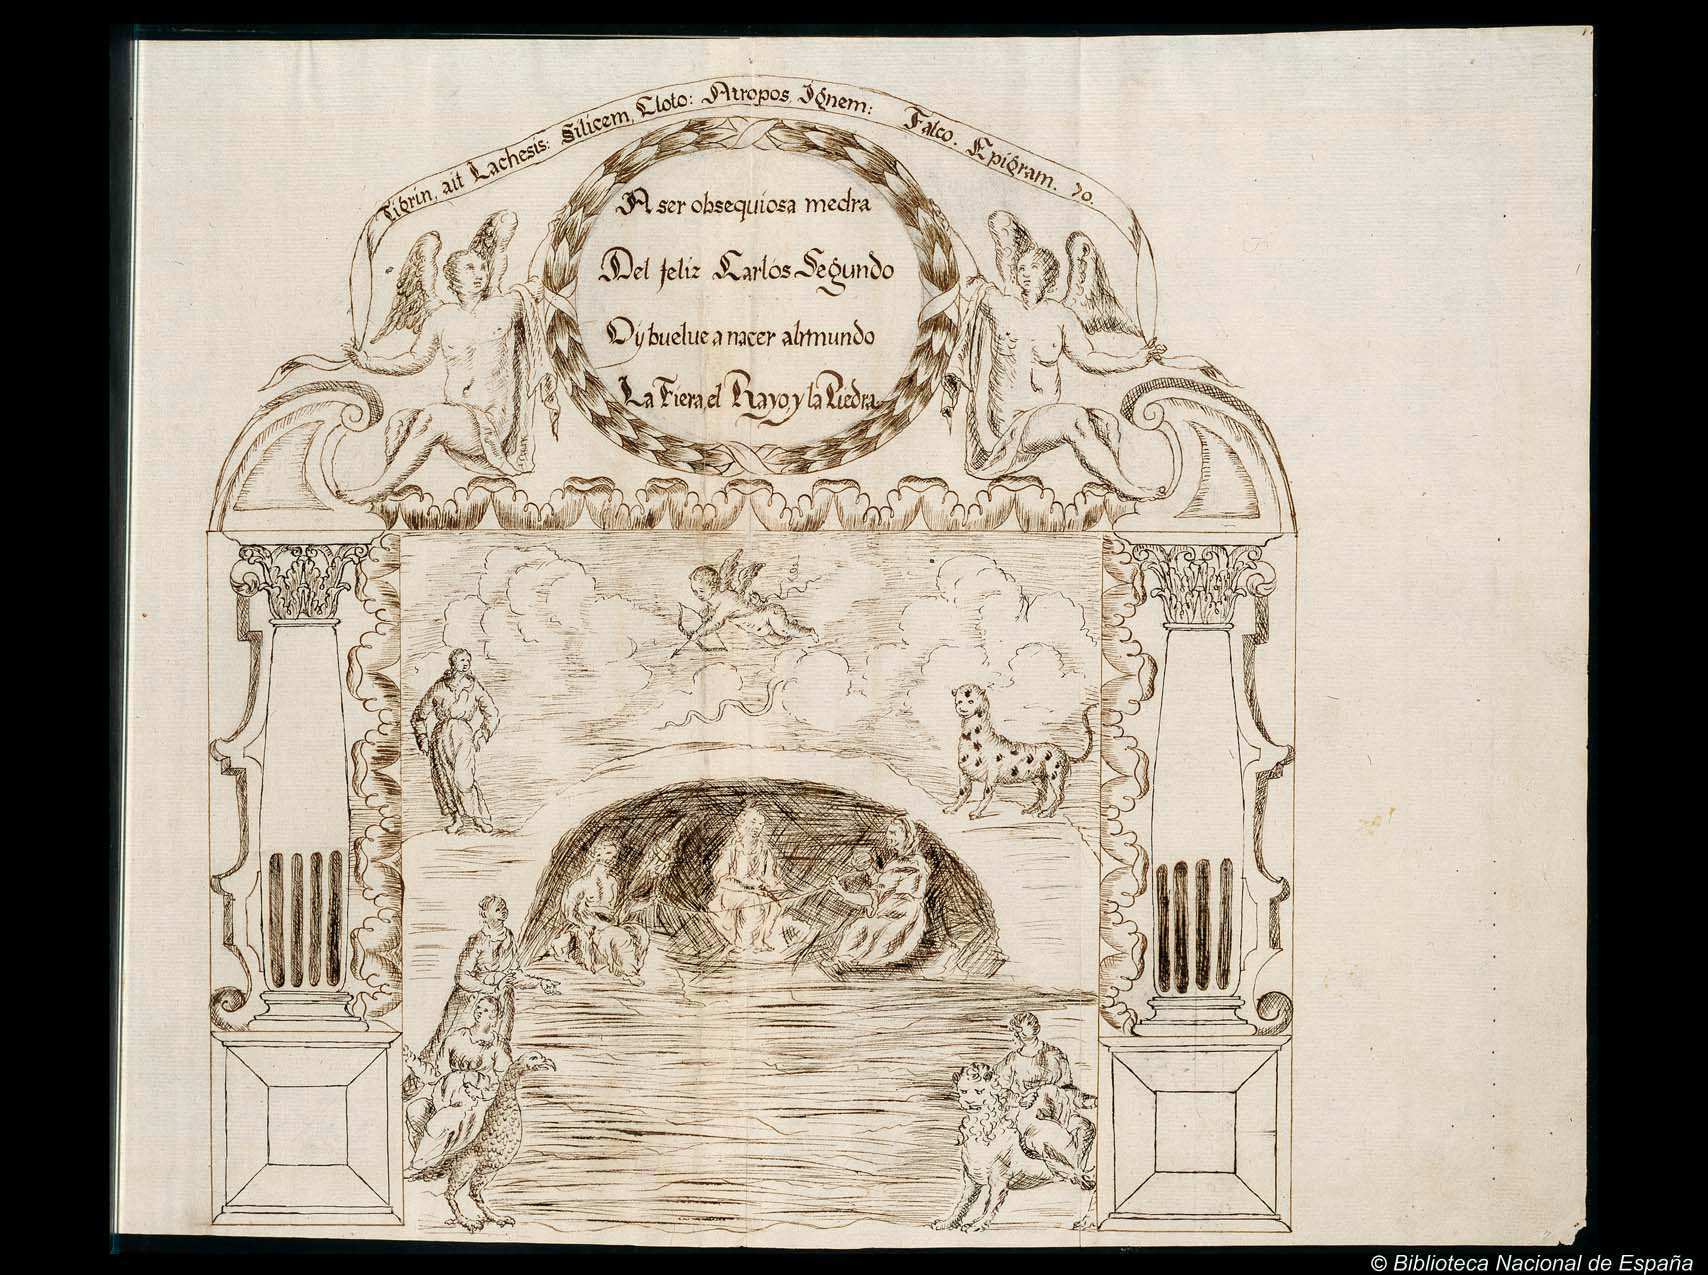 Tigrin, ait Lachesis: Silicem, Cloto: Atropos, Ignem: Falco. Epigram. 70.
A ser obsequiosa medra
Del feliz Carlos Segundo
Oy buelue a nacer al mundo
La Fiera, el Rayo, y la Piedra
© Biblioteca Nacional de España